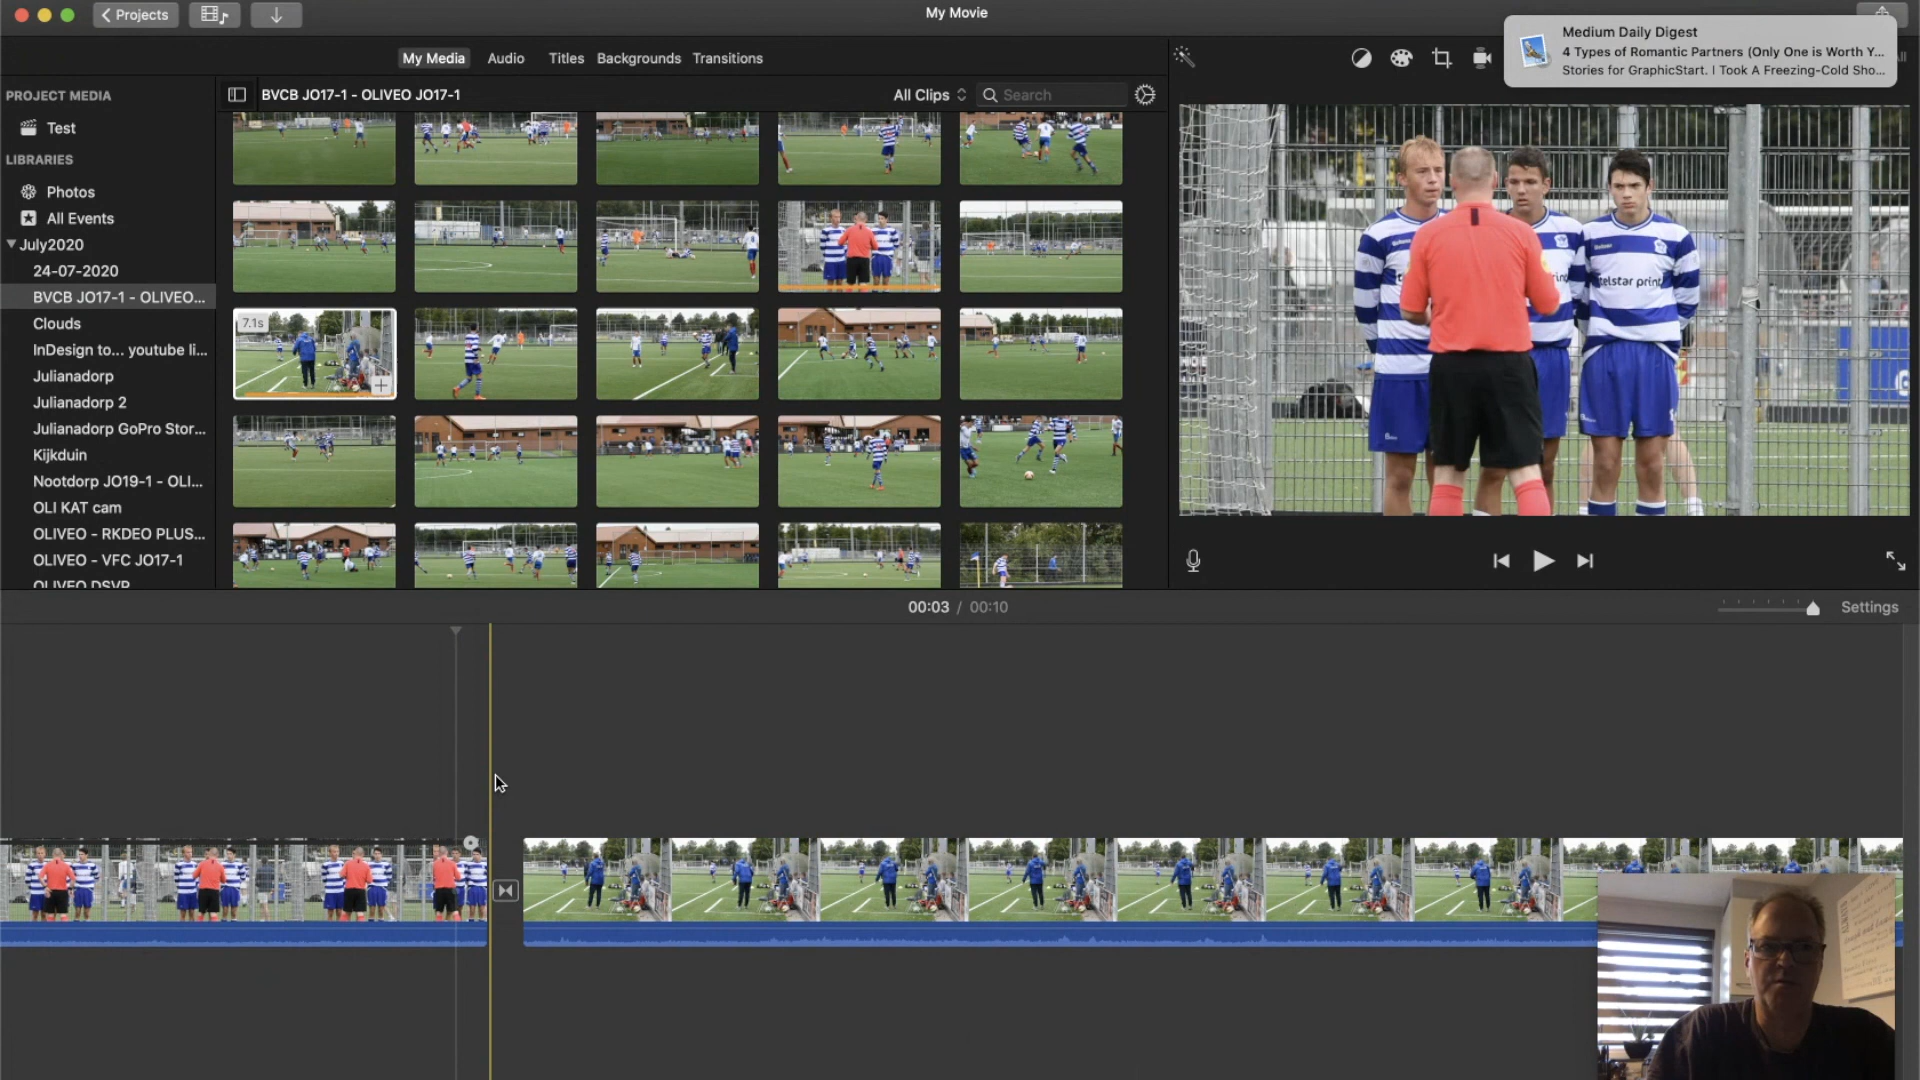 Projects
My Movie
Medium Daily Digest
4 Types of Romantic Partners (Only One is Worth Y...
Stories for GraphicStart. I Took A Freezing-Cold Sho...
My Media
Audio
Titles
Backgrounds
Transitions
PROJECT MEDIA
BVCB JO17-1 - OLIVEO JO17-1
All Clips
Search
Test
LIBRARIES
Photos
All Events
July2020
24-07-2020
BVCB JO17-1 - OLIVEO...
Clouds
InDesign to... youtube li...
Julianadorp
Julianadorp 2
Julianadorp GoPro Stor...
Kijkduin
Nootdorp JO19-1 - OLI...
OLI KAT cam
OLIVEO - RKDEO PLUS...
OLIVEO - VFC JO17-1
OLIVEO DSVP
7.1s
telstar print
00:03 / 00:10
Settings